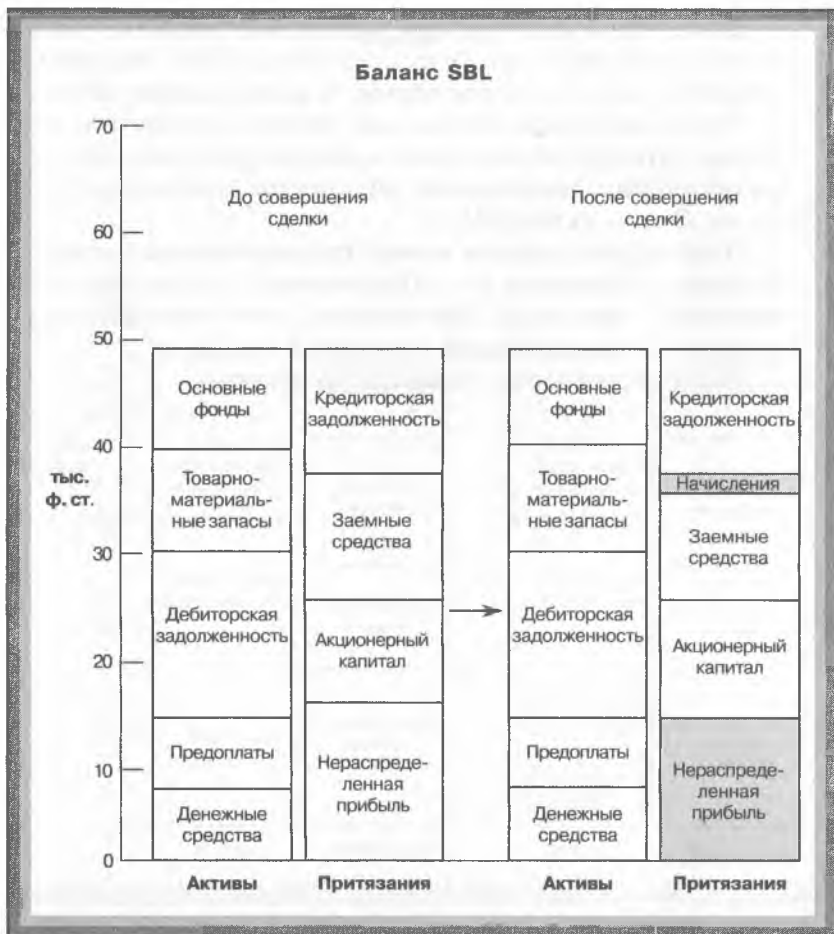 Баланс SBL
70
60
50
40
30
20
10
0
тыс.
ф. ст.
До совершения
сделки
Основные
фонды
Товарно-
материаль-
ные запасы
Дебиторская
задолженность
Предоплаты
Денежные
средства
Активы
Кредиторская
задолженность
Заемные
средства
Акционерный
капитал
Нераспреде-
ленная
прибыль
Притязания
После совершения
сделки
Основные
фонды
Товарно-
материаль-
ные запасы
Дебиторская
задолженность
Предоплаты
Денежные
средства
Активы
Кредиторская
задолженность
Начисления
Заемные
средства
Акционерный
капитал
Нераспреде-
ленная
прибыль
Притязания